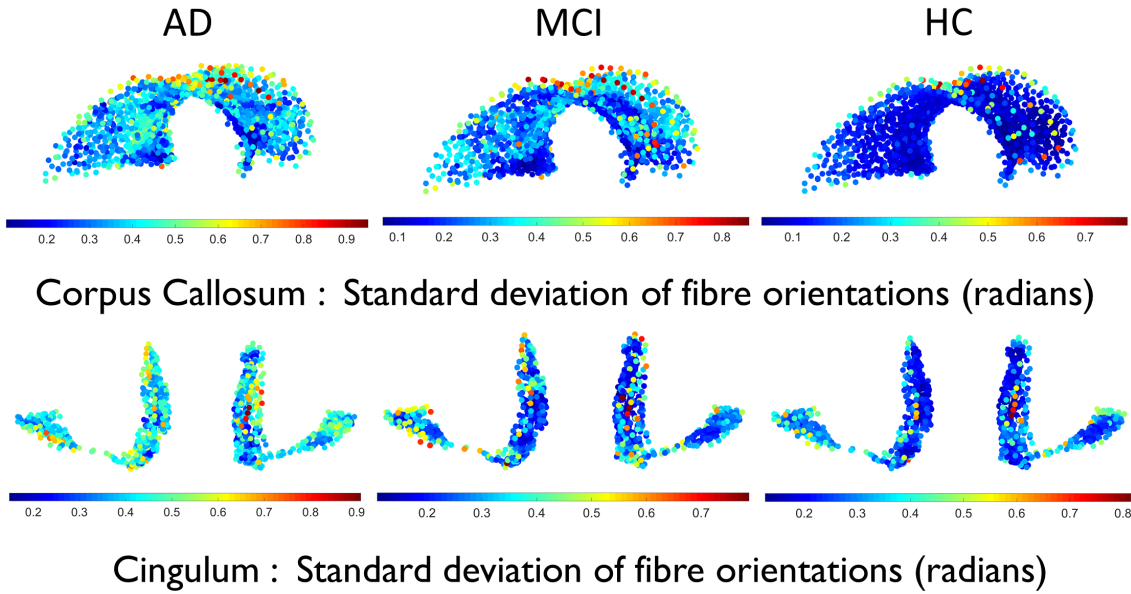 AD MCI HC
0.2 0.3 0.4 0.5 0.6 0.7 0.8 0.9 0.1 0.2 0.3 0.4 0.5 0.6 0.7 0.8 0.1 0.2 0.3 0.4 0.5 0.6 0.7
Corpus Callosum : Standard deviation of fibre orientations (radians)
0.2 0.3 0.4 0.5 0.6 0.7 0.8 0.9 0.2 0.3 0.4 0.5 0.6 0.7 0.8 0.2 0.3 0.4 0.5 0.6 0.7 0.8
Cingulum : Standard deviation of fibre orientations (radians)